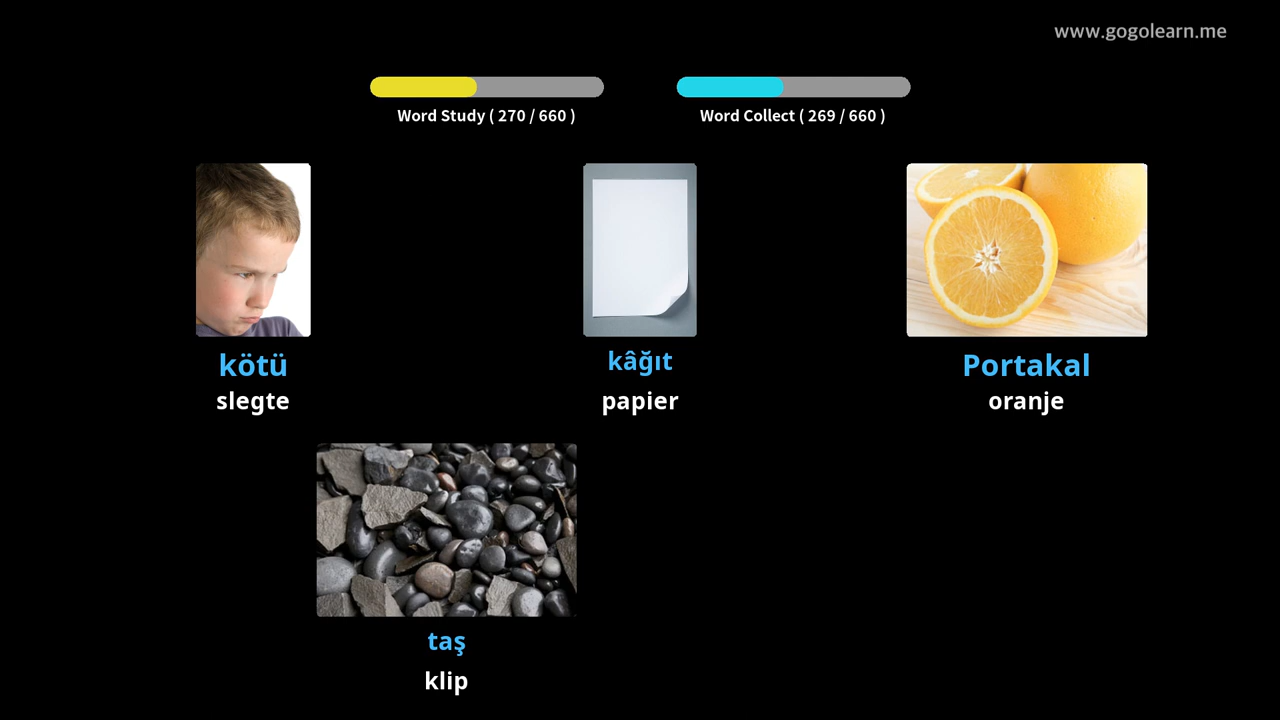 www.gogolearn.me
Word Study ( 270 / 660 )
Word Collect ( 269 / 660 )
kötü
slegte
kâğıt
papier
Portakal
oranje
taş
klip